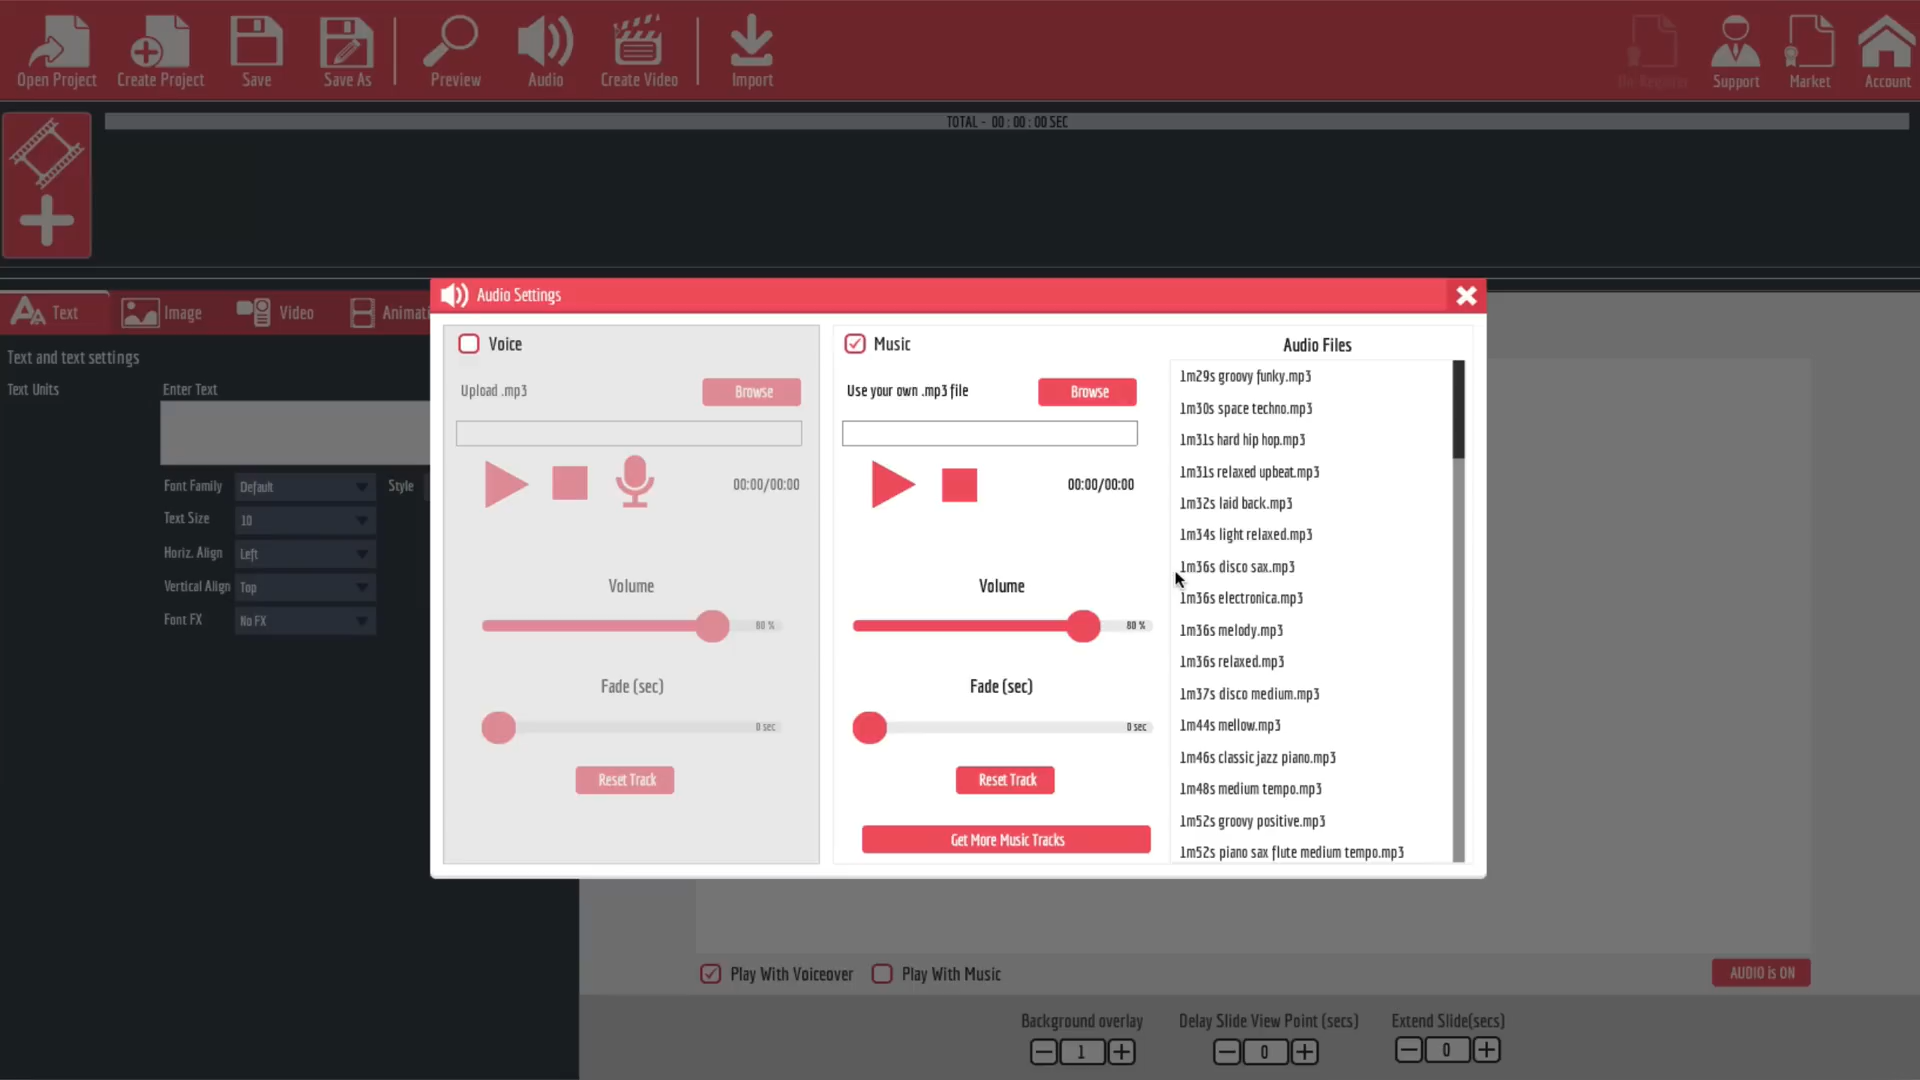 Open Project
Create Project
Save
Save As
Preview
Audio
Create Video
Import
De-Register
Support
Market
Account
TOTAL - 00 : 00 : 00 SEC
Text
Image
Video
Animati
Text and text settings
Text Units
Enter Text
Font Family
Default
Style
Text Size
10
Horiz. Align
Left
Vertical Align
Top
Font FX
No FX
Audio Settings
Voice
Upload .mp3
Browse
00:00/00:00
Volume
80 %
Fade (sec)
0 sec
Reset Track
Music
Use your own .mp3 file
Browse
00:00/00:00
Volume
80 %
Fade (sec)
0 sec
Reset Track
Get More Music Tracks
Audio Files
1m29s groovy funky.mp3
1m30s space techno.mp3
1m31s hard hip hop.mp3
1m31s relaxed upbeat.mp3
1m32s laid back.mp3
1m34s light relaxed.mp3
1m36s disco sax.mp3
1m36s electronica.mp3
1m36s melody.mp3
1m36s relaxed.mp3
1m37s disco medium.mp3
1m44s mellow.mp3
1m46s classic jazz piano.mp3
1m48s medium tempo.mp3
1m52s groovy positive.mp3
1m52s piano sax flute medium tempo.mp3
Play With Voiceover
Play With Music
AUDIO is ON
Background overlay
1
Delay Slide View Point (secs)
0
Extend Slide(secs)
0